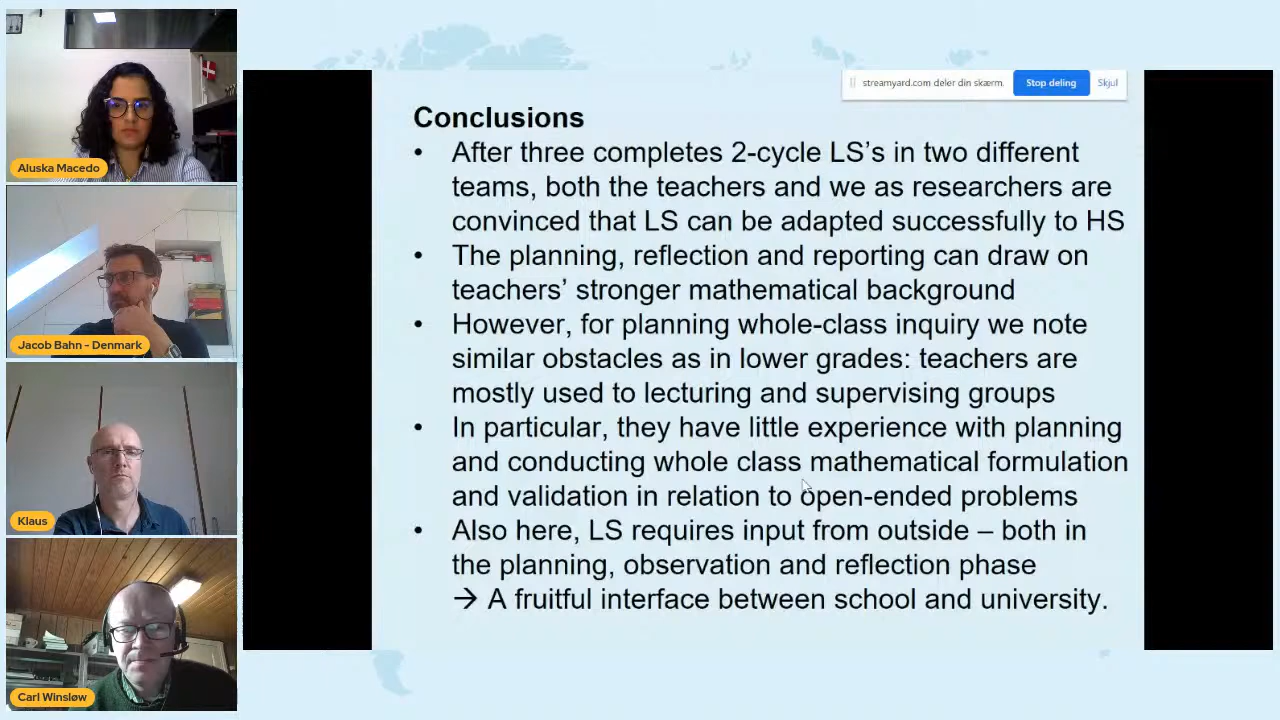 Aluska Macedo
Jacob Bahn - Denmark
Klaus
Carl Winsløw
streamyard.com deler din skærm.
Stop deling
Skjul
Conclusions
• After three completes 2-cycle LS’s in two different
teams, both the teachers and we as researchers are
convinced that LS can be adapted successfully to HS
• The planning, reflection and reporting can draw on
teachers’ stronger mathematical background
• However, for planning whole-class inquiry we note
similar obstacles as in lower grades: teachers are
mostly used to lecturing and supervising groups
• In particular, they have little experience with planning
and conducting whole class mathematical formulation
and validation in relation to open-ended problems
• Also here, LS requires input from outside – both in
the planning, observation and reflection phase
→ A fruitful interface between school and university.